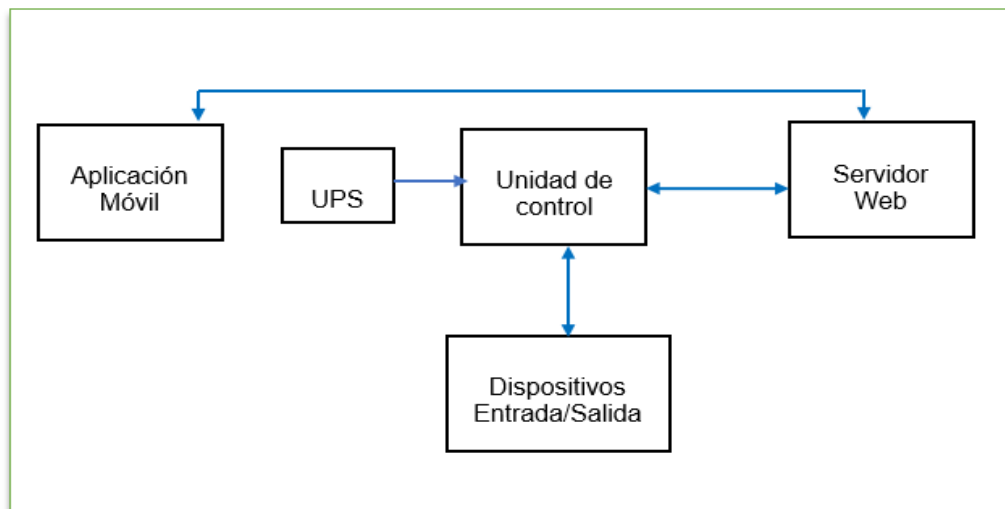 Aplicación
Móvil
UPS
Unidad de
control
Servidor
Web
Dispositivos
Entrada/Salida